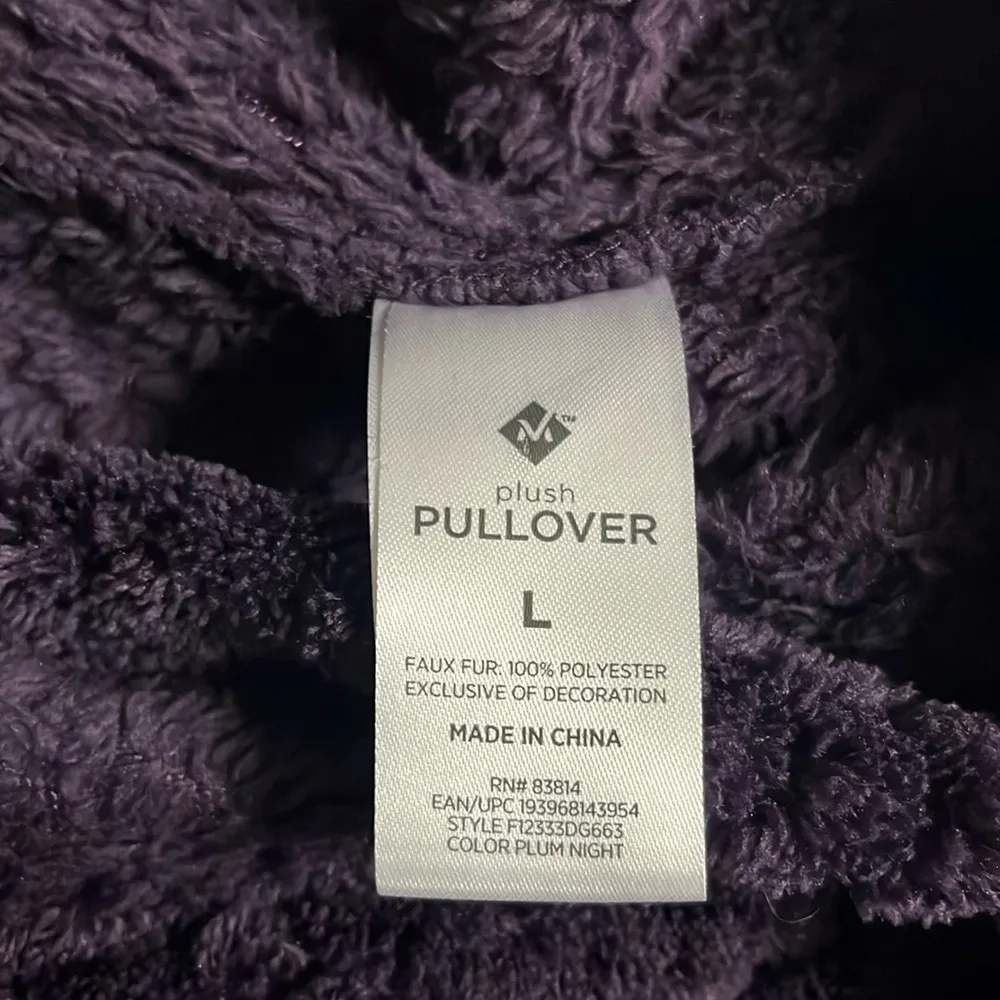 ™
plush
PULLOVER
L
FAUX FUR: 100% POLYESTER
EXCLUSIVE OF DECORATION
MADE IN CHINA
RN# 83814
EAN/UPC 193968143954
STYLE F12333DG663
COLOR PLUM NIGHT